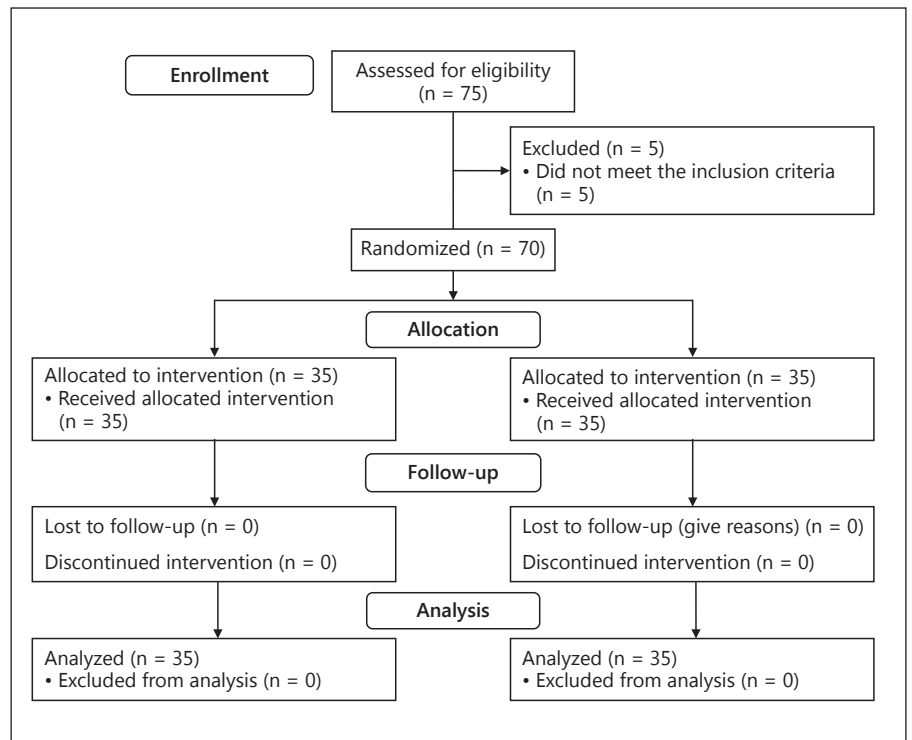 Enrollment
Assessed for eligibility
(n = 75)
Excluded (n = 5)
• Did not meet the inclusion criteria
(n = 5)
Randomized (n = 70)
Allocation
Allocated to intervention (n = 35)
• Received allocated intervention
(n = 35)
Allocated to intervention (n = 35)
• Received allocated intervention
(n = 35)
Follow-up
Lost to follow-up (n = 0)
Discontinued intervention (n = 0)
Lost to follow-up (give reasons) (n = 0)
Discontinued intervention (n = 0)
Analysis
Analyzed (n = 35)
• Excluded from analysis (n = 0)
Analyzed (n = 35)
• Excluded from analysis (n = 0)